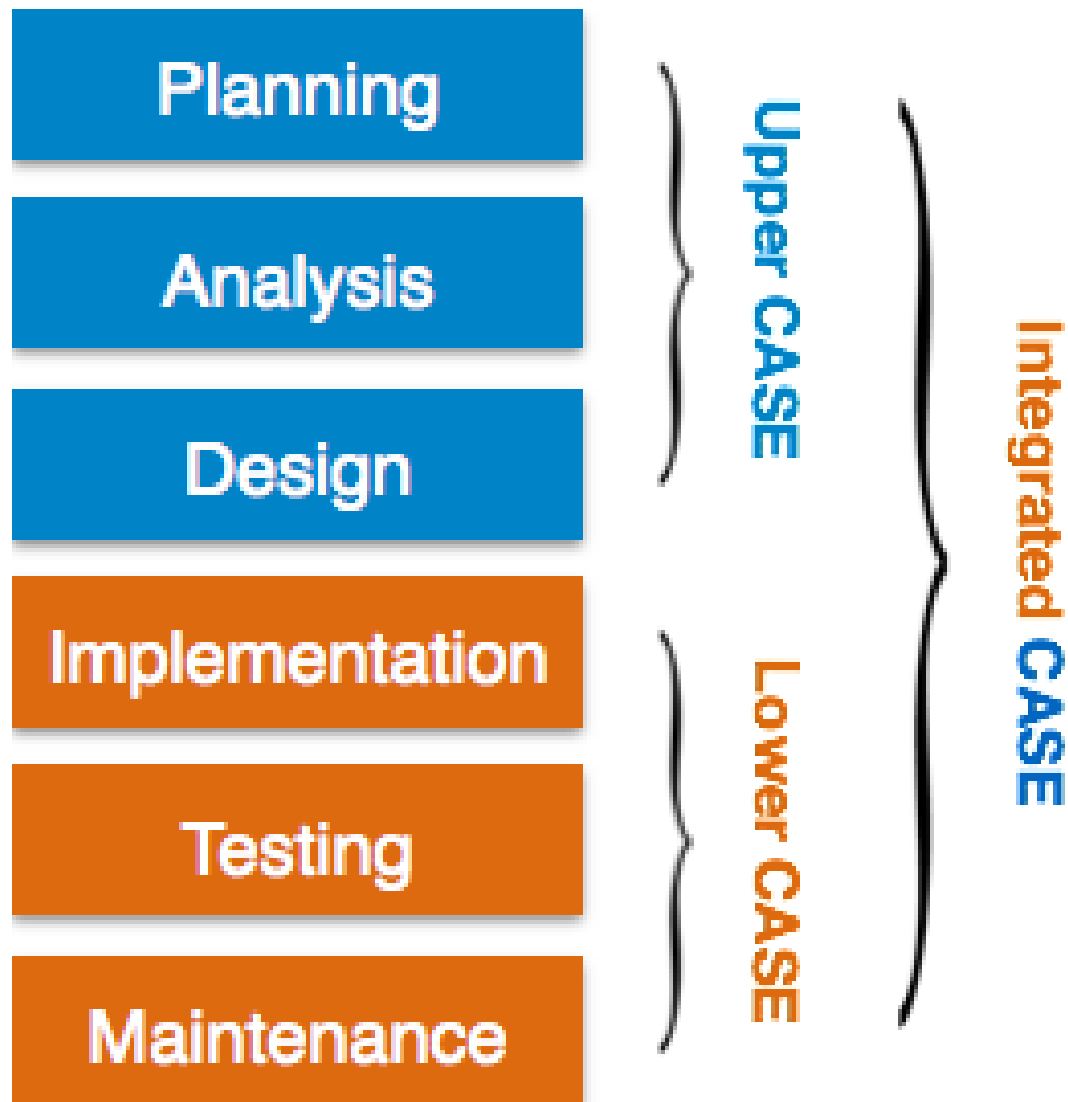 Planning
Analysis
Design
Implementation
Testing
Maintenance
Upper CASE
Lower CASE
Integrated CASE